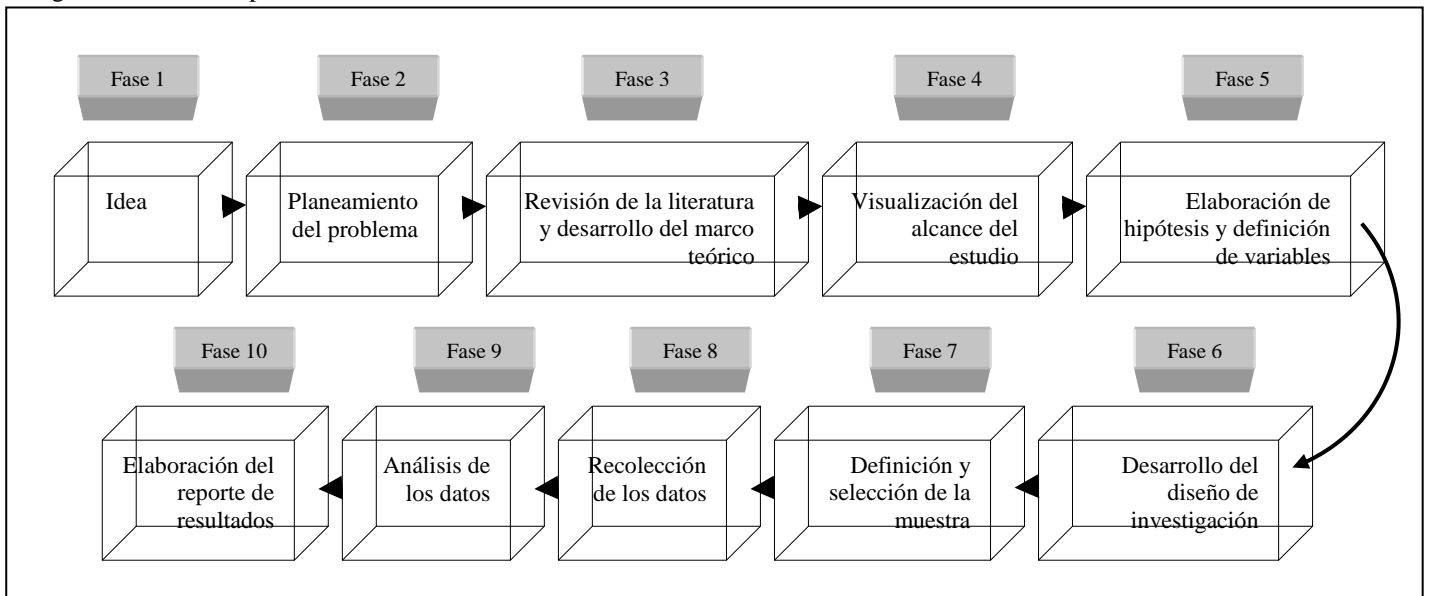 Fase 1
Fase 2
Fase 3
Fase 4
Fase 5
Idea
Planeamiento
del problema
Revisión de la literatura
y desarrollo del marco
teórico
Visualización del
alcance del
estudio
Elaboración de
hipótesis y definición
de variables
Fase 10
Fase 9
Fase 8
Fase 7
Fase 6
Elaboración del
reporte de
resultados
Análisis de
los datos
Recolección
de los datos
Definición y
selección de la
muestra
Desarrollo del
diseño de
investigación